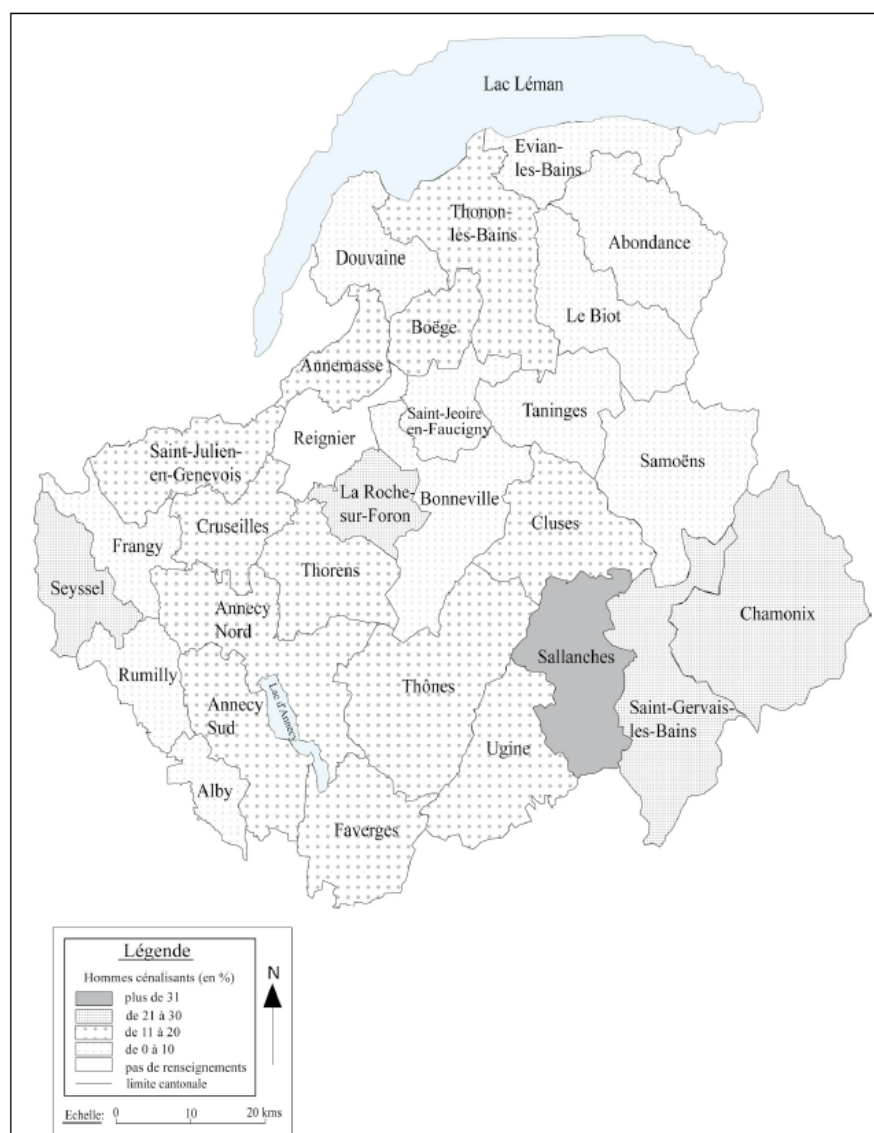 Lac Léman
Evian-
les-Bains
Thonon-
les-Bains
Abondance
Douvaine
Le Biot
Boëge
Annemasse
Saint-Jeoire
en-Faucigny
Taninges
Reignier
Saint-Julien-
en-Genevois
Samoëns
La Roche-
sur-Foron
Bonneville
Cluses
Cruseilles
Frangy
Thorens
Seyssel
Annecy
Nord
Chamonix
Sallanches
Rumilly
Thônes
Annecy
Sud
Lac d'Annecy
Saint-Gervais-
les-Bains
Ugine
Alby
Faverges
Légende
Hommes cénalisants (en %)
plus de 31
de 21 à 30
de 11 à 20
de 0 à 10
pas de renseignements
limite cantonale
N
Echelle: 0 10 20 kms